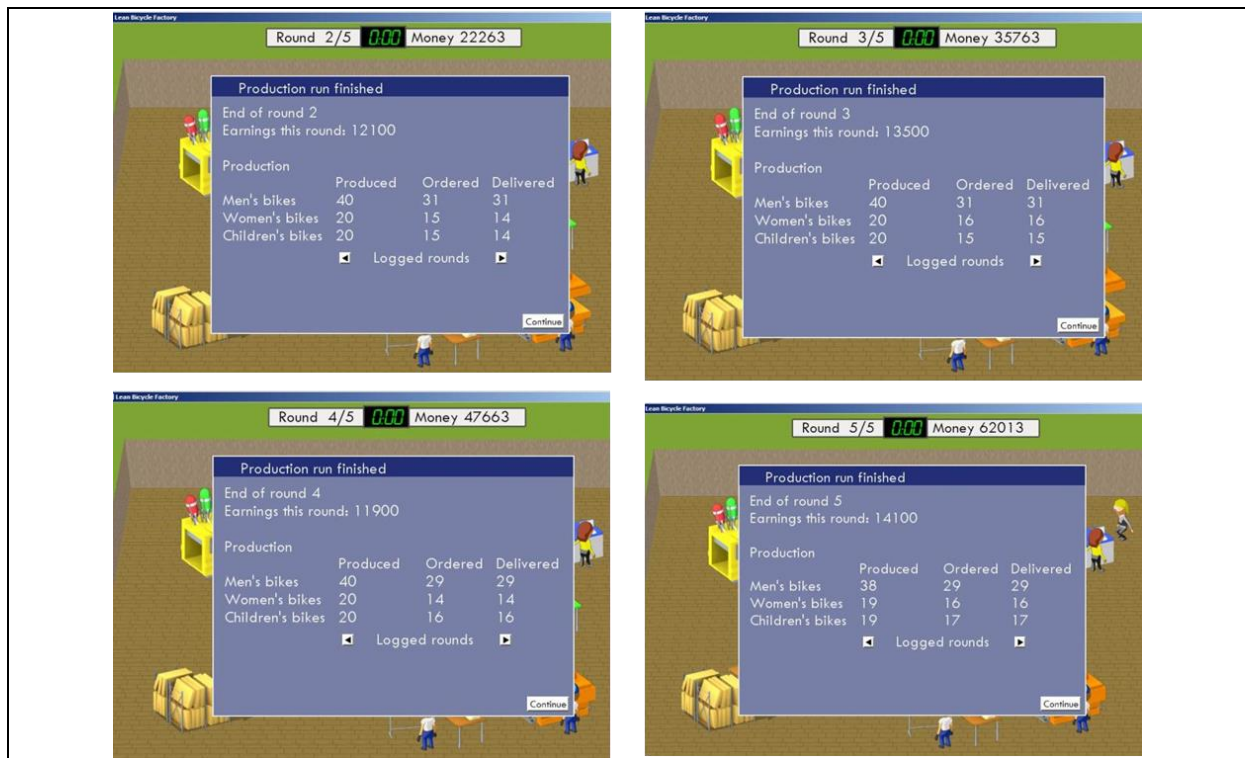 Lean Bicycle Factory
Round 2/5 0:00 Money 22263
Production run finished
End of round 2
Earnings this round: 12100
Production
Produced Ordered Delivered
Men's bikes 40 31 31
Women's bikes 20 15 14
Children's bikes 20 15 14
Logged rounds
Continue
Lean Bicycle Factory
Round 3/5 0:00 Money 35763
Production run finished
End of round 3
Earnings this round: 13500
Production
Produced Ordered Delivered
Men's bikes 40 31 31
Women's bikes 20 16 16
Children's bikes 20 15 15
Logged rounds
Continue
Lean Bicycle Factory
Round 4/5 0:00 Money 47663
Production run finished
End of round 4
Earnings this round: 11900
Production
Produced Ordered Delivered
Men's bikes 40 29 29
Women's bikes 20 14 14
Children's bikes 20 16 16
Logged rounds
Continue
Lean Bicycle Factory
Round 5/5 0:00 Money 62013
Production run finished
End of round 5
Earnings this round: 14100
Production
Produced Ordered Delivered
Men's bikes 38 29 29
Women's bikes 19 16 16
Children's bikes 19 17 17
Logged rounds
Continue